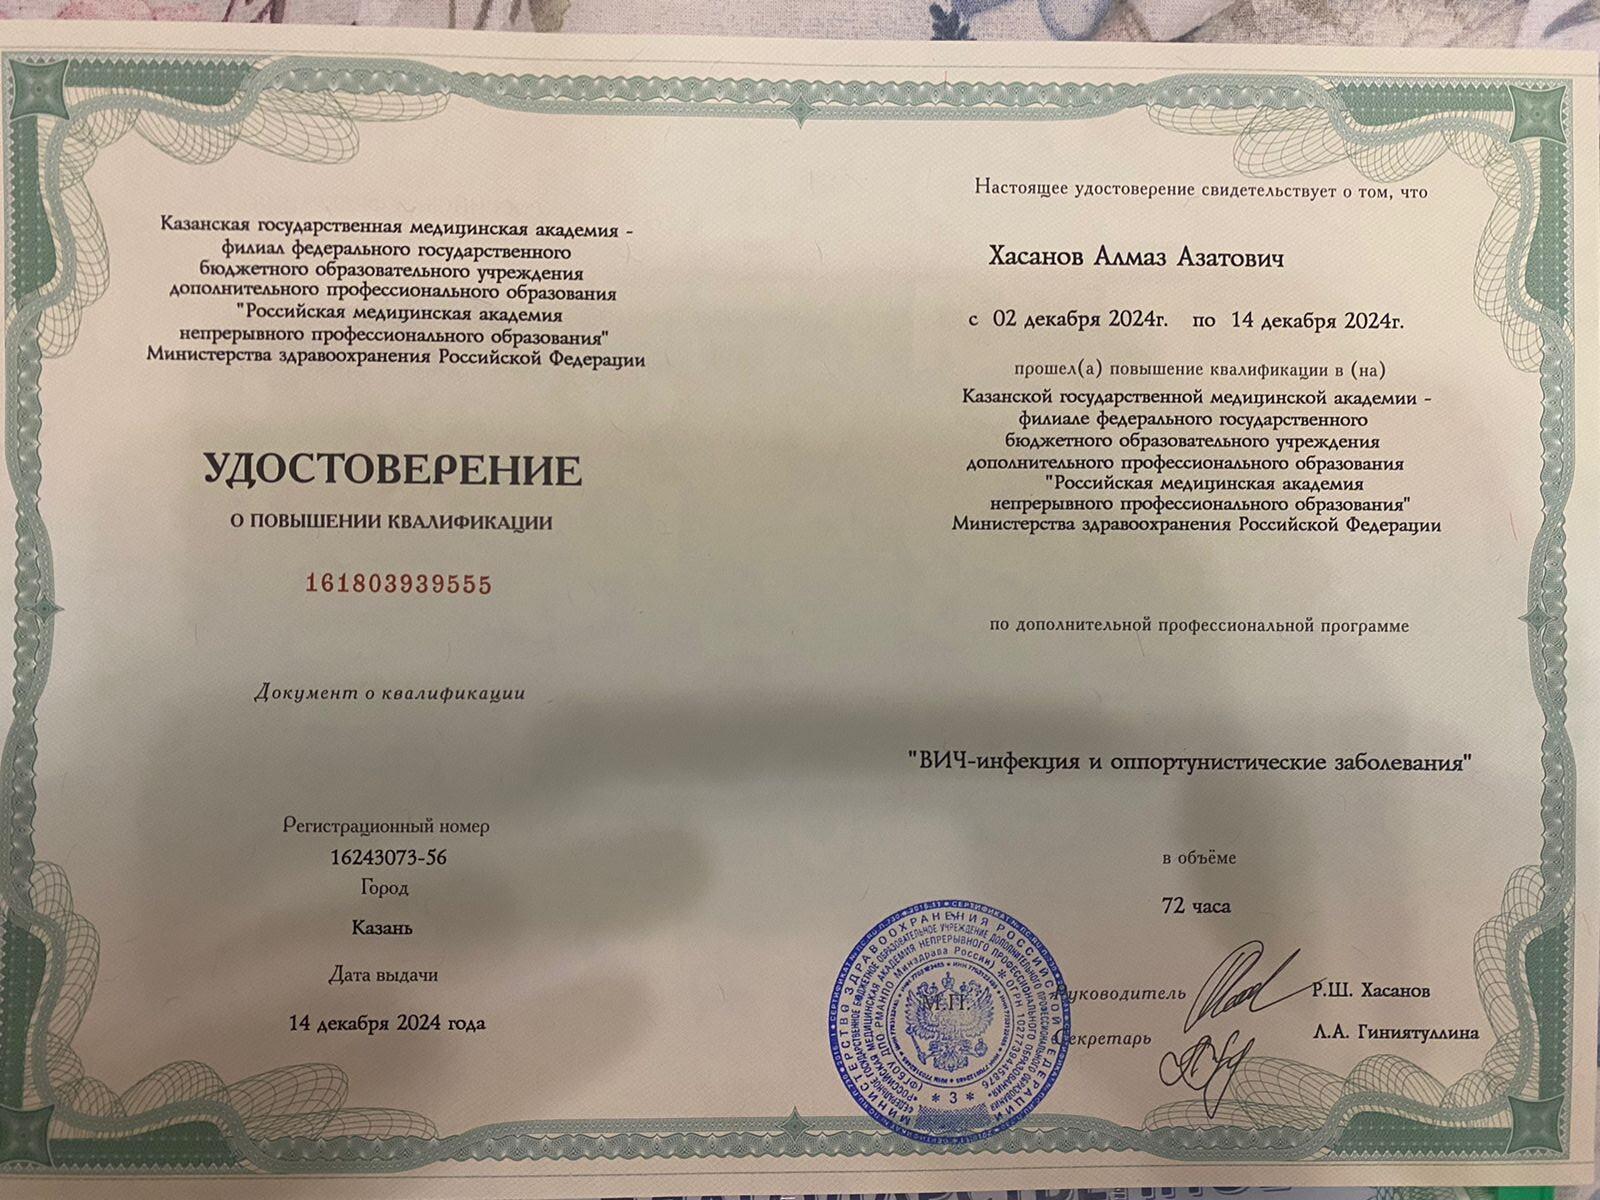 Казанская государственная медицинская академия -
филиал федерального государственного
бюджетного образовательного учреждения
дополнительного профессионального образования
"Российская медицинская академия
непрерывного профессионального образования"
Министерства здравоохранения Российской Федерации
УДОСТОВЕРЕНИЕ
О ПОВЫШЕНИИ КВАЛИФИКАЦИИ
161803939555
Документ о квалификации
Регистрационный номер
16243073-56
Город
Казань
Дата выдачи
14 декабря 2024 года
Настоящее удостоверение свидетельствует о том, что
Хасанов Алмаз Азатович
с 02 декабря 2024г. по 14 декабря 2024г.
прошел(а) повышение квалификации в (на)
Казанской государственной медицинской академии -
филиале федерального государственного
бюджетного образовательного учреждения
дополнительного профессионального образования
"Российская медицинская академия
непрерывного профессионального образования"
Министерства здравоохранения Российской Федерации
по дополнительной профессиональной программе
"ВИЧ-инфекция и оппортунистические заболевания"
в объёме
72 часа
М.П.
Руководитель Р.Ш. Хасанов
Секретарь Л.А. Гиниятуллина
МИНИСТЕРСТВО ЗДРАВООХРАНЕНИЯ РОССИЙСКОЙ ФЕДЕРАЦИИ
* 3 *